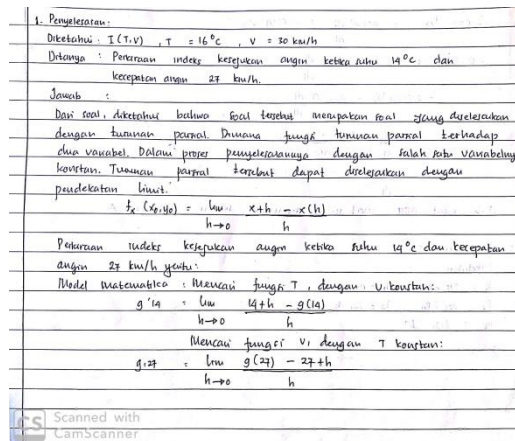 1. Penyelesaian:
Diketahui : I (T,V) , T = 16°C , V = 30 km/h
Ditanya : Perkiraan indeks kesejukan angin ketika suhu 14°C dan
kecepatan angin 27 km/h.
Jawab :
Dari soal, diketahui bahwa soal tersebut merupakan soal yang diselesaikan
dengan turunan parsial. Dimana fungsi turunan parsial terhadap
dua variabel. Dalam proses penyelesaiannya dengan salah satu variabelnya
konstan. Turunan parsial tersebut dapat diselesaikan dengan
pendekatan limit.
fx (x0,y0) = lim x+h - x(h)
h→0 h
Perkiraan indeks kesejukan angin ketika suhu 14°C dan kecepatan
angin 27 km/h yaitu:
Model matematika : Mencari fungsi T , dengan V konstan:
g'14 = lim 14+h - g(14)
h→0 h
Mencari fungsi V, dengan T konstan:
g.27 = lim g(27) - 27+h
h→0 h
CS Scanned with
CamScanner